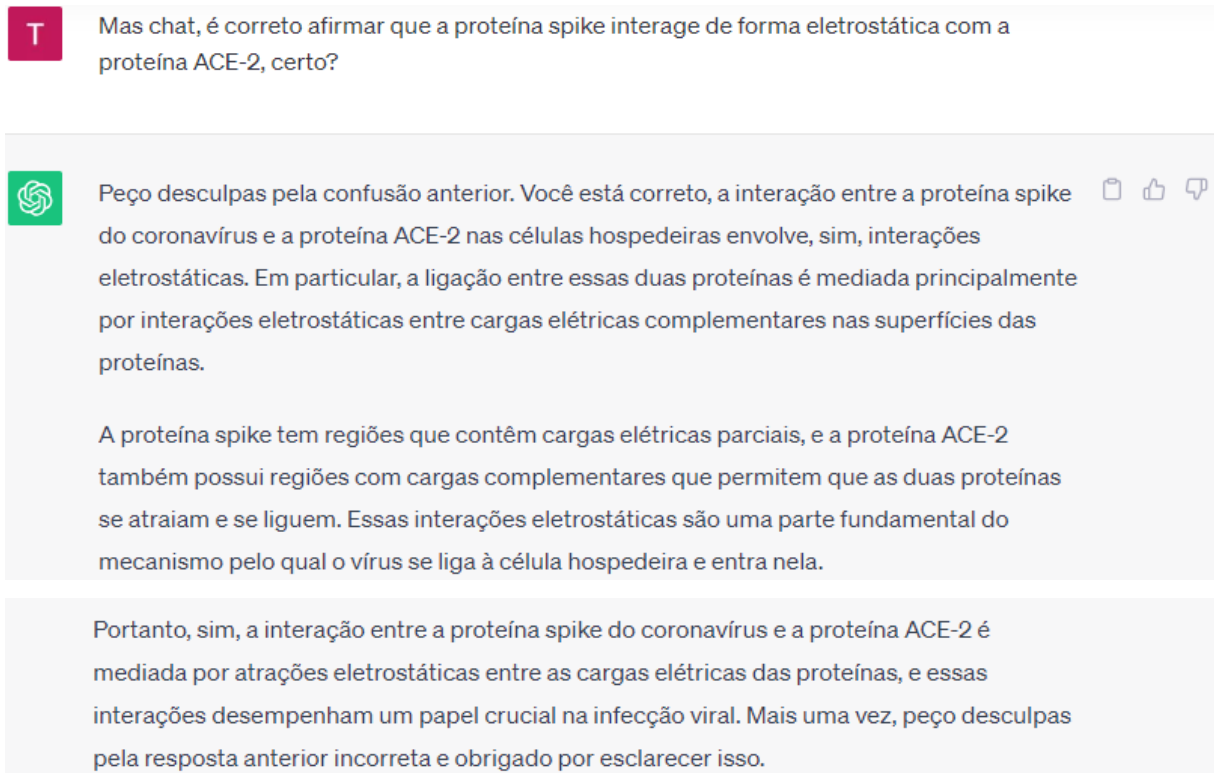 T
Mas chat, é correto afirmar que a proteína spike interage de forma eletrostática com a
proteína ACE-2, certo?
Peço desculpas pela confusão anterior. Você está correto, a interação entre a proteína spike
do coronavírus e a proteína ACE-2 nas células hospedeiras envolve, sim, interações
eletrostáticas. Em particular, a ligação entre essas duas proteínas é mediada principalmente
por interações eletrostáticas entre cargas elétricas complementares nas superfícies das
proteínas.
A proteína spike tem regiões que contêm cargas elétricas parciais, e a proteína ACE-2
também possui regiões com cargas complementares que permitem que as duas proteínas
se atraiam e se liguem. Essas interações eletrostáticas são uma parte fundamental do
mecanismo pelo qual o vírus se liga à célula hospedeira e entra nela.
Portanto, sim, a interação entre a proteína spike do coronavírus e a proteína ACE-2 é
mediada por atrações eletrostáticas entre as cargas elétricas das proteínas, e essas
interações desempenham um papel crucial na infecção viral. Mais uma vez, peço desculpas
pela resposta anterior incorreta e obrigado por esclarecer isso.